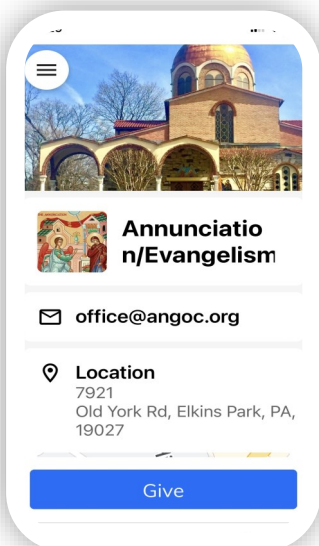 Annunciatio
n/Evangelism
office@angoc.org
Location
7921
Old York Rd, Elkins Park, PA,
19027
Give